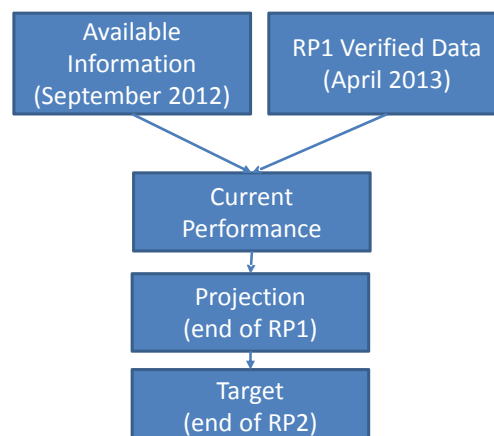 Available
Information
(September 2012)
RP1 Verified Data
(April 2013)
Current
Performance
Projection
(end of RP1)
Target
(end of RP2)